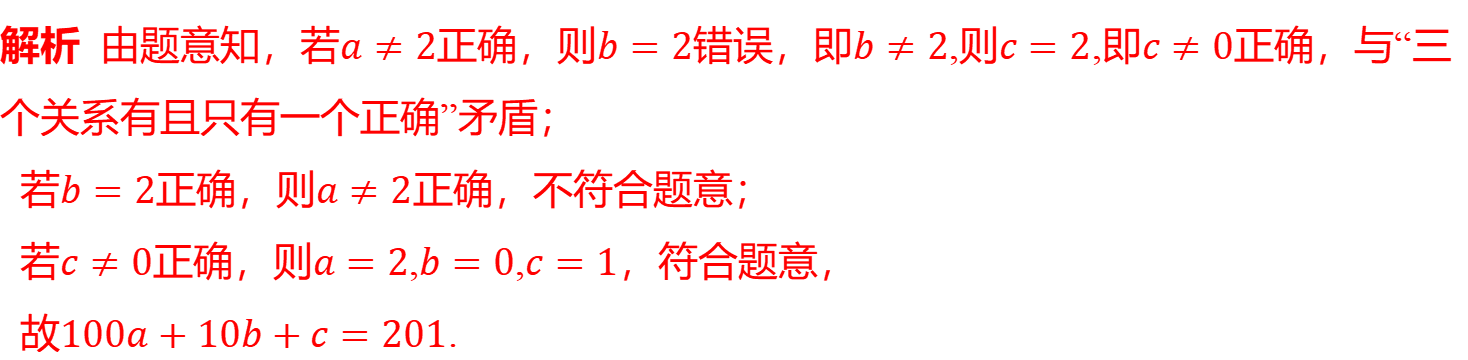 解析 由题意知，若a ≠ 2正确，则b = 2错误，即b ≠ 2,则c = 2,即c ≠ 0正确，与“三
个关系有且只有一个正确”矛盾；
若b = 2正确，则a ≠ 2正确，不符合题意；
若c ≠ 0正确，则a = 2,b = 0,c = 1，符合题意，
故100a + 10b + c = 201.